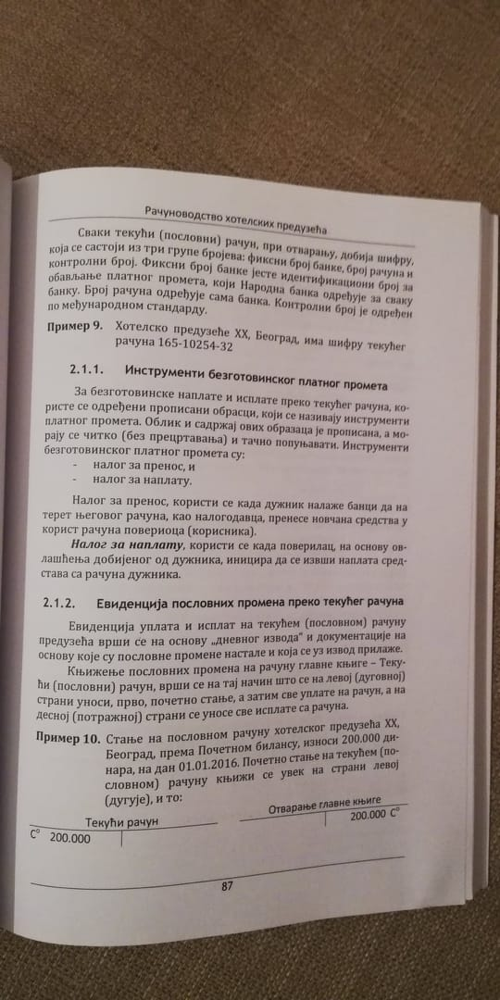 Рачуноводство хотелских предузећа
Сваки текући (пословни) рачун, при отварању, добија шифру,
која се састоји из три групе бројева: фиксни број банке, број рачуна и
контролни број. Фиксни број банке јесте идентификациони број за
обављање платног промета, који Народна банка одређује за сваку
банку. Број рачуна одређује сама банка. Контролни број је одређен
по међународном стандарду.
Пример 9. Хотелско предузеће XX, Београд, има шифру текућег
рачуна 165-10254-32
2.1.1. Инструменти безготовинског платног промета
За безготовинске наплате и исплате преко текућег рачуна, ко-
ристе се одређени прописани обрасци, који се називају инструменти
платног промета. Облик и садржај ових образаца је прописана, а мо-
рају се читко (без прецртавања) и тачно попуњавати. Инструменти
безготовинског платног промета су:
- налог за пренос, и
- налог за наплату.
Налог за пренос, користи се када дужник налаже банци да на
терет његовог рачуна, као налогодавца, пренесе новчана средства у
корист рачуна повериоца (корисника).
Налог за наплату, користи се када поверилац, на основу ов-
лашћења добијеног од дужника, иницира да се извши наплата сред-
става са рачуна дужника.
2.1.2. Евиденција пословних промена преко текућег рачуна
Евиденција уплата и исплат на текућем (пословном) рачуну
предузећа врши се на основу „дневног извода“ и документације на
основу које су пословне промене настале и која се уз извод прилаже.
Књижење пословних промена на рачуну главне књиге – Теку-
ћи (пословни) рачун, врши се на тај начин што се на левој (дуговној)
страни уноси, прво, почетно стање, а затим све уплате на рачун, а на
десној (потражној) страни се уносе све исплате са рачуна.
Пример 10. Стање на пословном рачуну хотелског предузећа XX,
Београд, према Почетном билансу, износи 200.000 ди-
нара, на дан 01.01.2016. Почетно стање на текућем (по-
словном) рачуну књижи се увек на страни левој
(дугује), и то:
Текући рачун
Отварање главне књиге
С° 200.000
200.000 С°
87